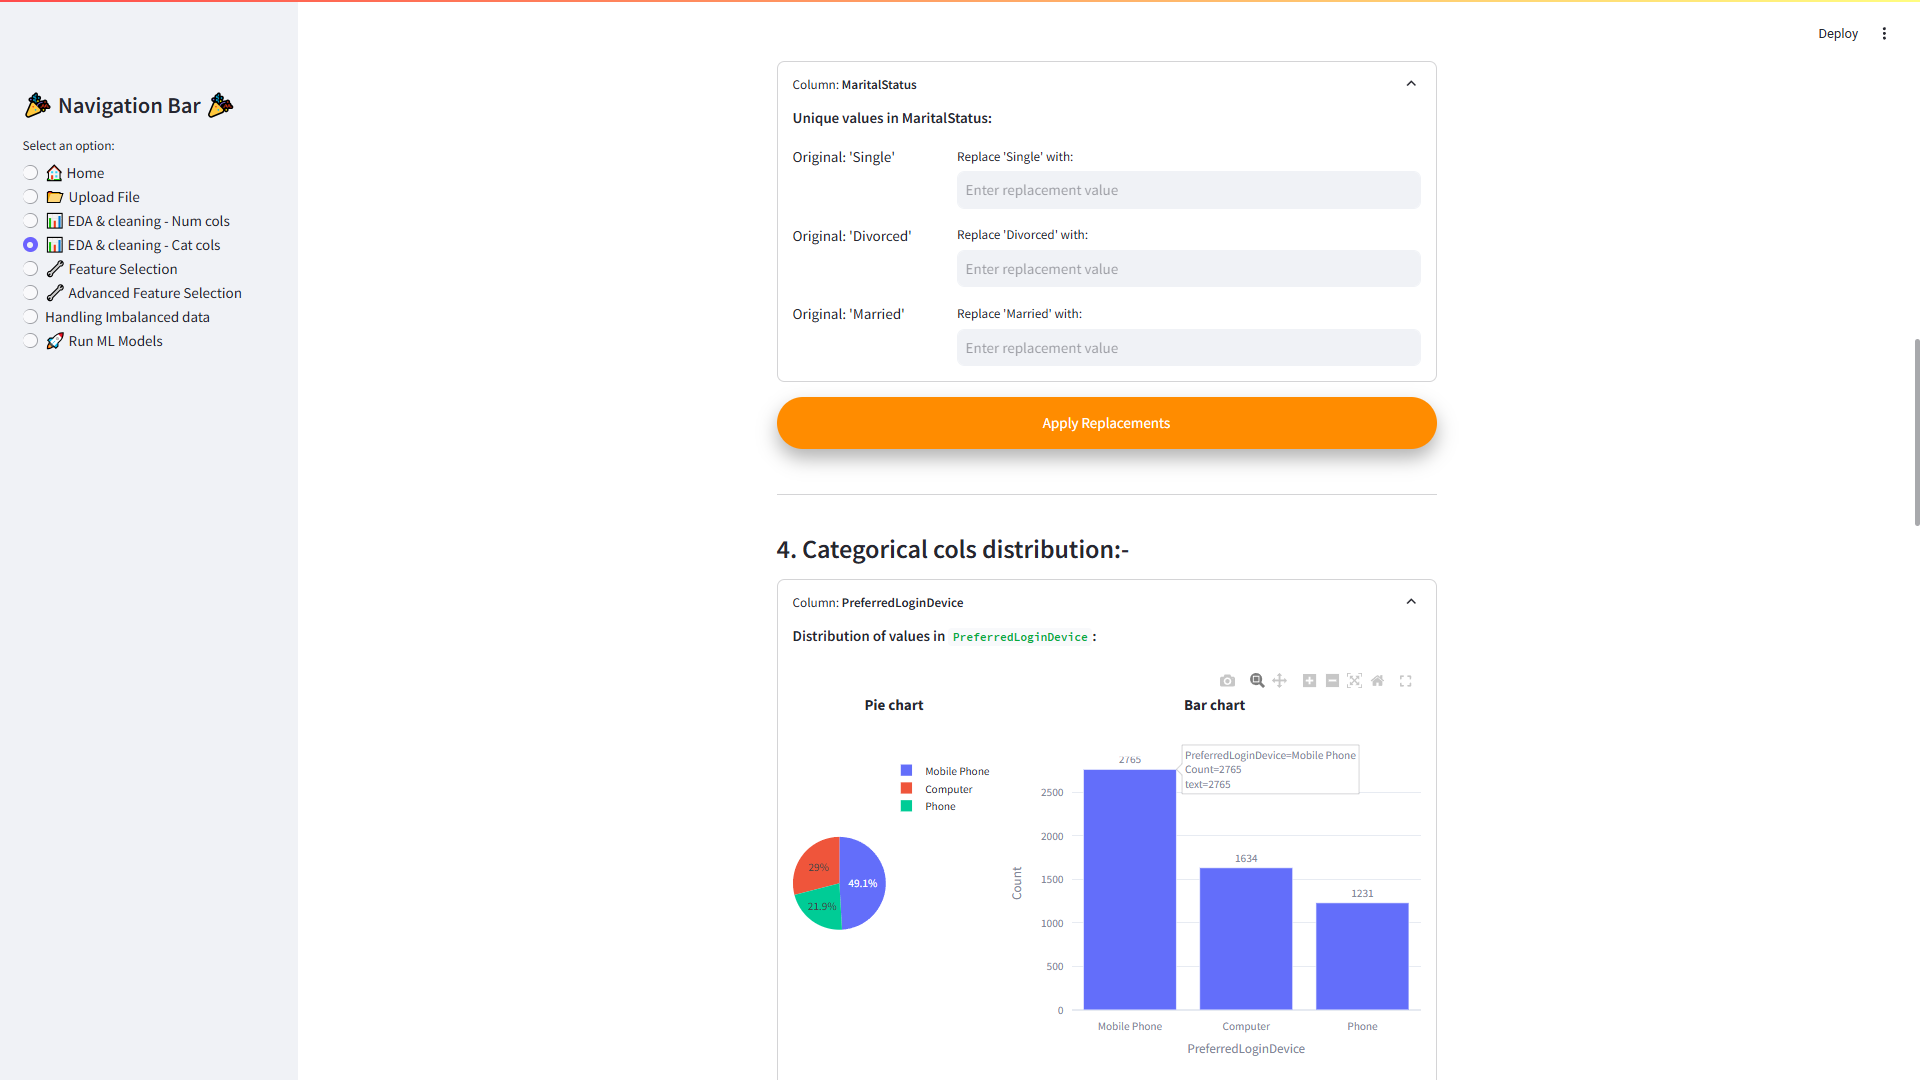 Deploy
Navigation Bar
Select an option:
Home
Upload File
EDA & cleaning - Num cols
EDA & cleaning - Cat cols
Feature Selection
Advanced Feature Selection
Handling Imbalanced data
Run ML Models
Column: MaritalStatus
Unique values in MaritalStatus:
Original: 'Single'
Replace 'Single' with:
Enter replacement value
Original: 'Divorced'
Replace 'Divorced' with:
Enter replacement value
Original: 'Married'
Replace 'Married' with:
Enter replacement value
Apply Replacements
4. Categorical cols distribution:-
Column: PreferredLoginDevice
Distribution of values in PreferredLoginDevice :
Pie chart
Mobile Phone
Computer
Phone
29%
49.1%
21.9%
Bar chart
2765
PreferredLoginDevice=Mobile Phone
Count=2765
text=2765
2500
2000
1634
1500
1231
1000
500
0
Count
Mobile Phone
Computer
Phone
PreferredLoginDevice